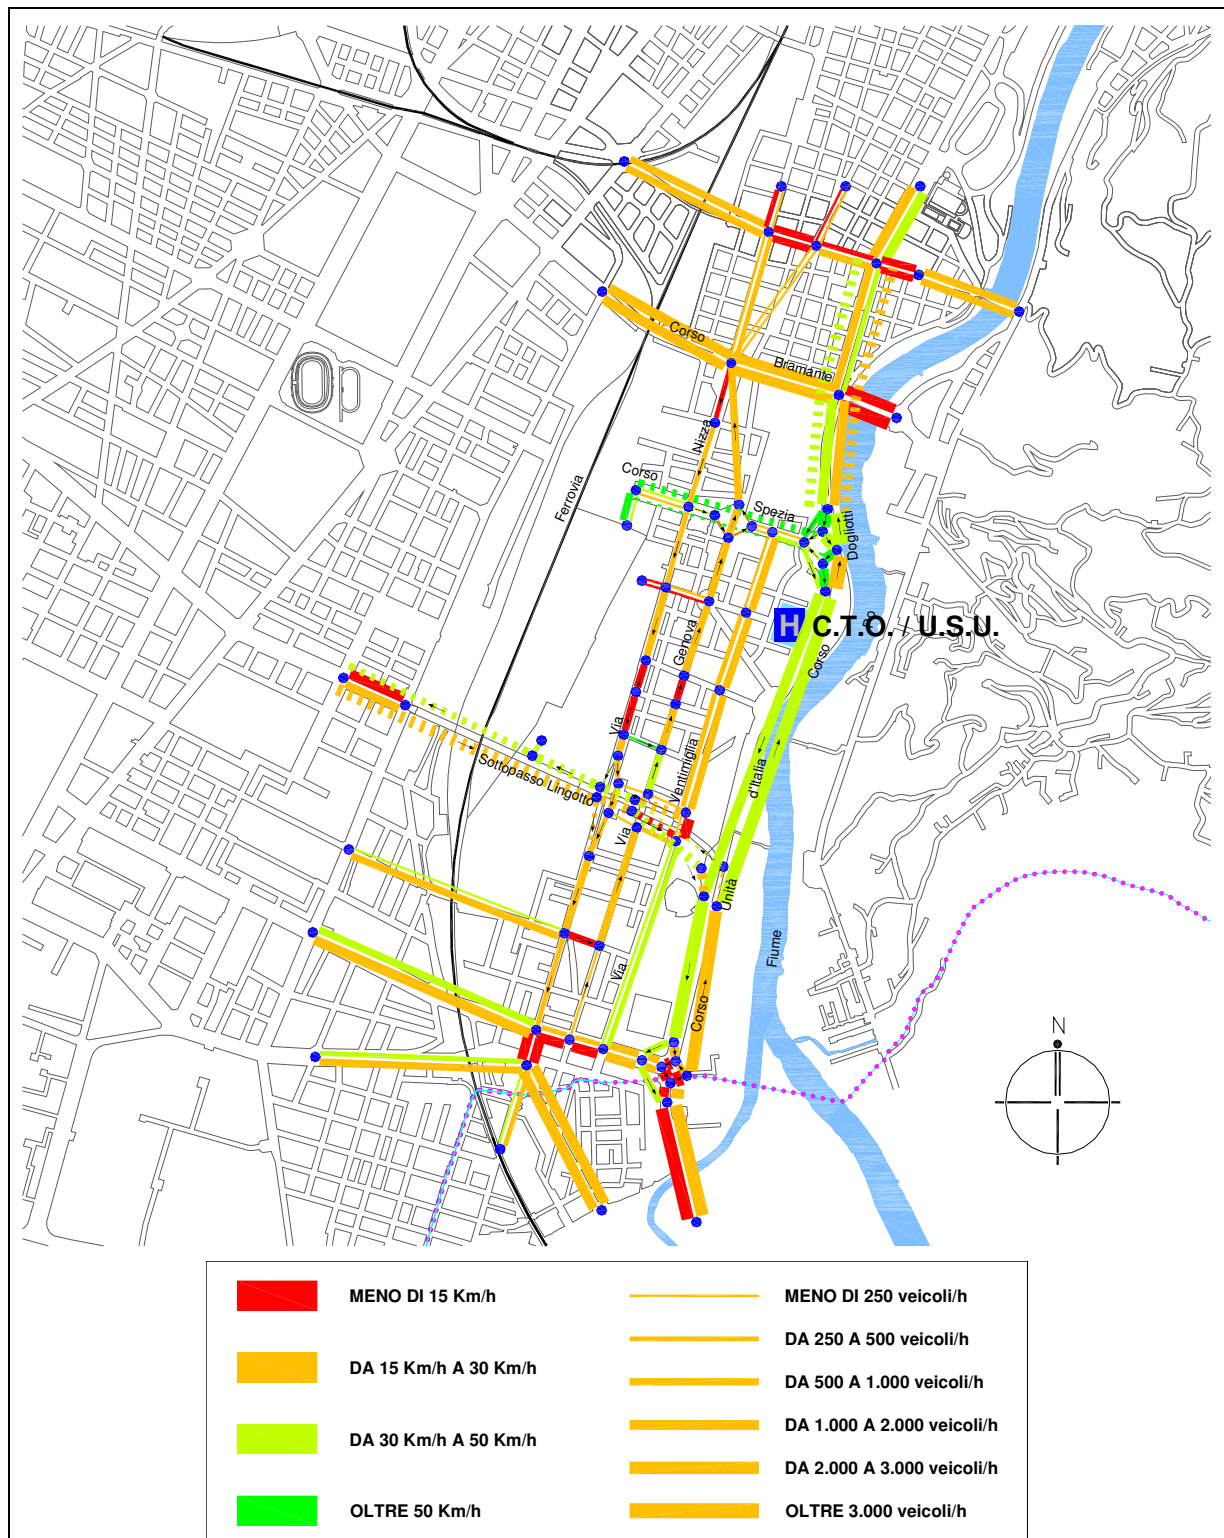 Corso
Bramante
Nizza
Corso
Spezia
Ferrovia
Dogliotti
H C.T.O. / U.S.U.
Po
Genova
Corso
Via
Ventimiglia
d'Italia
Sottopasso Lingotto
Via
Unità
Fiume
Via
Corso
N
MENO DI 15 Km/h
DA 15 Km/h A 30 Km/h
DA 30 Km/h A 50 Km/h
OLTRE 50 Km/h
MENO DI 250 veicoli/h
DA 250 A 500 veicoli/h
DA 500 A 1.000 veicoli/h
DA 1.000 A 2.000 veicoli/h
DA 2.000 A 3.000 veicoli/h
OLTRE 3.000 veicoli/h